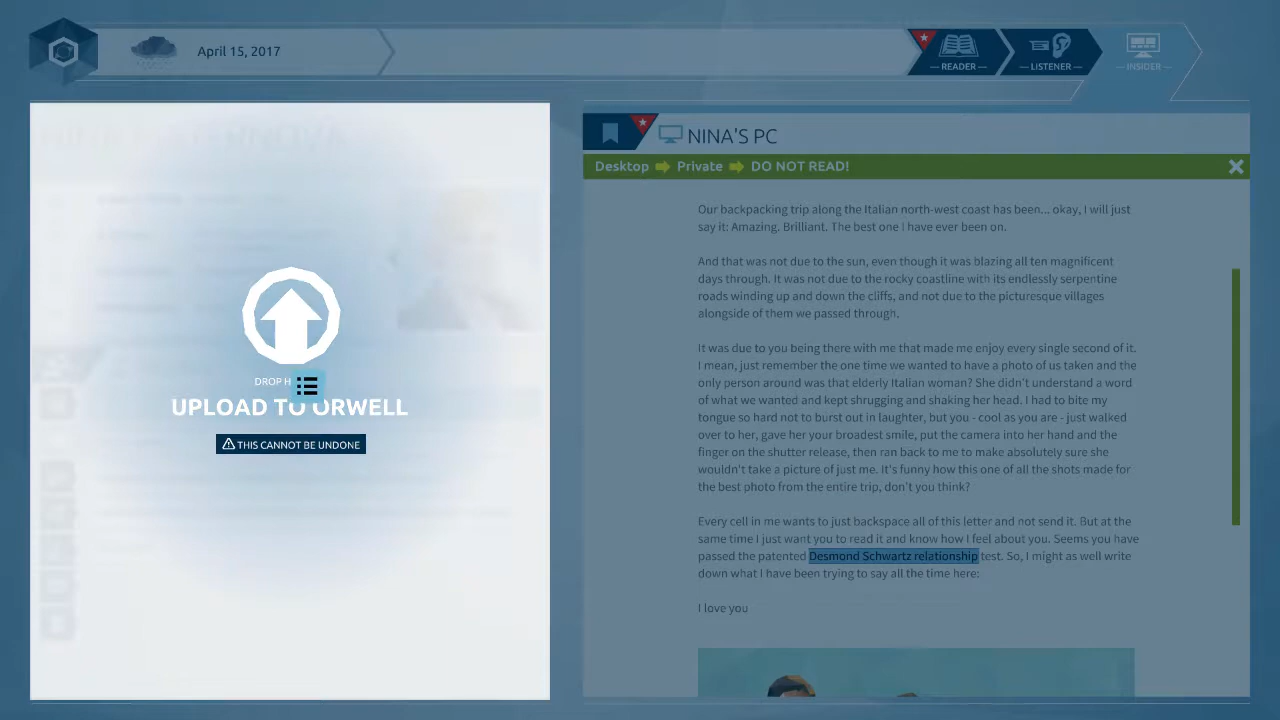 April 15, 2017
— READER —
— LISTENER —
— INSIDER —
NINA'S PC
Desktop Private DO NOT READ!
Our backpacking trip along the Italian north-west coast has been... okay, I will just
say it: Amazing. Brilliant. The best one I have ever been on.
And that was not due to the sun, even though it was blazing all ten magnificent
days through. It was not due to the rocky coastline with its endlessly serpentine
roads winding up and down the cliffs, and not due to the picturesque villages
alongside of them we passed through.
It was due to you being there with me that made me enjoy every single second of it.
I mean, just remember the one time we wanted to have a photo of us taken and the
only person around was that elderly Italian woman? She didn't understand a word
of what we wanted and kept shrugging and shaking her head. I had to bite my
tongue so hard not to burst out in laughter, but you - cool as you are - just walked
over to her, gave her your broadest smile, put the camera into her hand and the
finger on the shutter release, then ran back to me to make absolutely sure she
wouldn't take a picture of just me. It's funny how this one of all the shots made for
the best photo from the entire trip, don't you think?
Every cell in me wants to just backspace all of this letter and not send it. But at the
same time I just want you to read it and know how I feel about you. Seems you have
passed the patented Desmond Schwartz relationship test. So, I might as well write
down what I have been trying to say all the time here:
I love you
DROP H
UPLOAD TO ORWELL
THIS CANNOT BE UNDONE